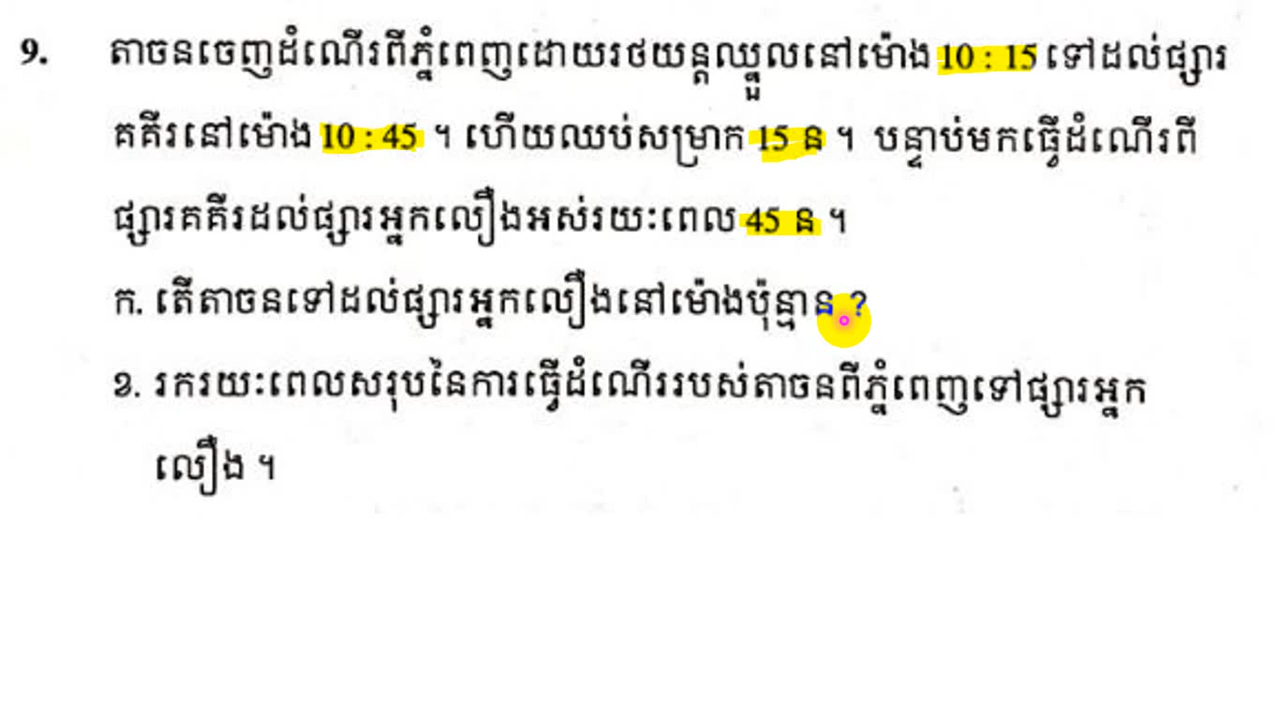 9. តាចនចេញដំណើរពីភ្នំពេញដោយរថយន្តឈ្នួលនៅម៉ោង 10 : 15 ទៅដល់ផ្សារ
គគីរនៅម៉ោង 10 : 45 ។ ហើយឈប់សម្រាក 15 ន ។ បន្ទាប់មកធ្វើដំណើរពី
ផ្សារគគីរដល់ផ្សារអ្នកលឿងអស់រយៈពេល 45 ន ។
ក. តើតាចនទៅដល់ផ្សារអ្នកលឿងនៅម៉ោងប៉ុន្មាន ?
ខ. រករយៈពេលសរុបនៃការធ្វើដំណើររបស់តាចនពីភ្នំពេញទៅផ្សារអ្នក
លឿង ។